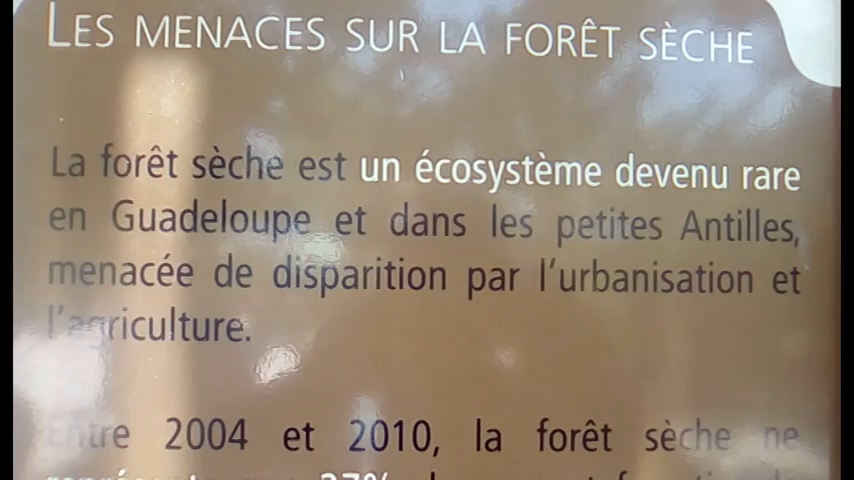 LES MENACES SUR LA FORÊT SÈCHE
La forêt sèche est un écosystème devenu rare
en Guadeloupe et dans les petites Antilles,
menacée de disparition par l'urbanisation et
l'agriculture.
Entre 2004 et 2010, la forêt sèche ne